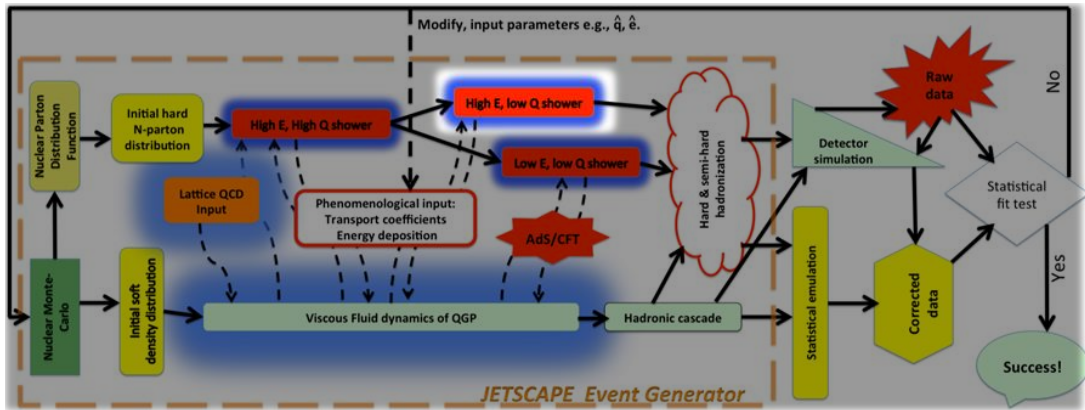 Modify, input parameters e.g., q̂, ê.
No
Nuclear Parton
Distribution
Function
Initial hard
N-parton
distribution
High E, High Q shower
High E, low Q shower
Low E, low Q shower
Lattice QCD
Input
Phenomenological input:
Transport coefficients
Energy deposition
AdS/CFT
Hard & semi-hard
hadronization
Raw
data
Detector
simulation
Statistical
fit test
Yes
Nuclear Monte-
Carlo
Initial soft
density distribution
Viscous Fluid dynamics of QGP
Hadronic cascade
Statistical emulation
Corrected
data
Success!
JETSCAPE Event Generator